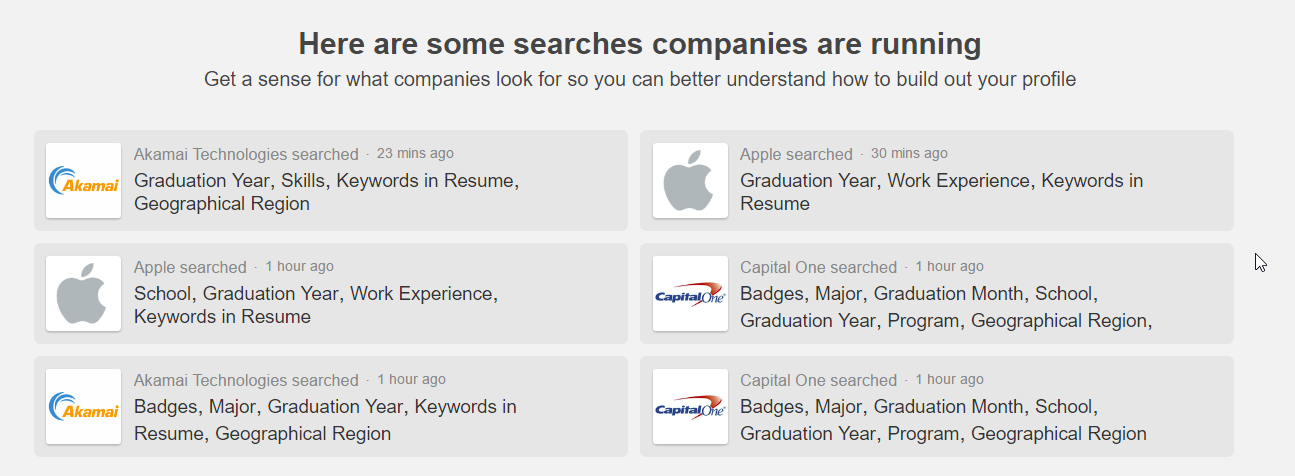 Here are some searches companies are running
Get a sense for what companies look for so you can better understand how to build out your profile
Akamai
Akamai Technologies searched · 23 mins ago
Graduation Year, Skills, Keywords in Resume,
Geographical Region
Apple searched · 30 mins ago
Graduation Year, Work Experience, Keywords in
Resume
Apple searched · 1 hour ago
School, Graduation Year, Work Experience,
Keywords in Resume
CapitalOne
Capital One searched · 1 hour ago
Badges, Major, Graduation Month, School,
Graduation Year, Program, Geographical Region,
Akamai
Akamai Technologies searched · 1 hour ago
Badges, Major, Graduation Year, Keywords in
Resume, Geographical Region
CapitalOne
Capital One searched · 1 hour ago
Badges, Major, Graduation Month, School,
Graduation Year, Program, Geographical Region